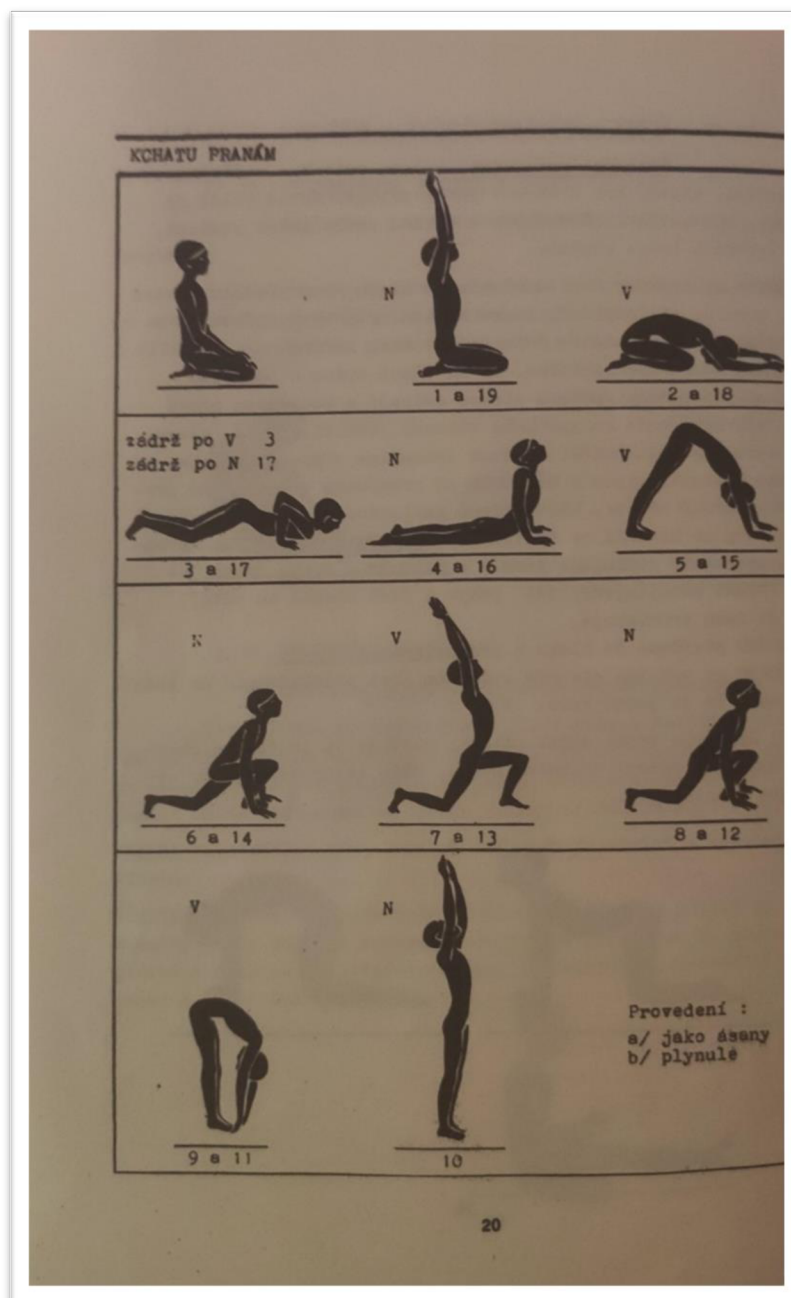 KCHATU PRANÁM
N
V
1 a 19
2 a 18
zádrž po V 3
zádrž po N 17
N
V
3 a 17
4 a 16
5 a 15
N
V
N
6 a 14
7 a 13
8 a 12
V
N
Provedení :
a/ jako ásany
b/ plynulé
9 a 11
10
20